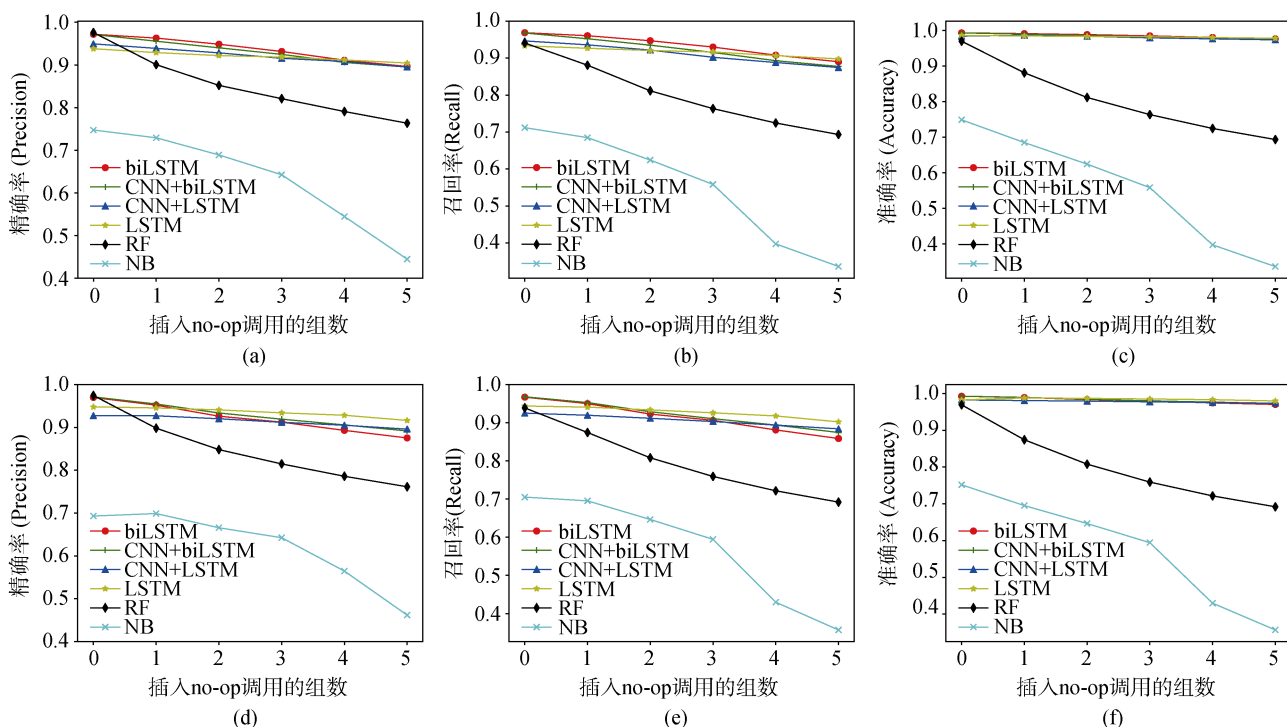 精确率 (Precision)
1.0
0.9
0.8
0.7
0.6
0.5
0.4
biLSTM
CNN+biLSTM
CNN+LSTM
LSTM
RF
NB
0 1 2 3 4 5
插入no-op调用的组数
(a)
召回率(Recall)
1.0
0.9
0.8
0.7
0.6
0.5
0.4
biLSTM
CNN+biLSTM
CNN+LSTM
LSTM
RF
NB
0 1 2 3 4 5
插入no-op调用的组数
(b)
准确率 (Accuracy)
1.0
0.9
0.8
0.7
0.6
0.5
0.4
biLSTM
CNN+biLSTM
CNN+LSTM
LSTM
RF
NB
0 1 2 3 4 5
插入no-op调用的组数
(c)
精确率 (Precision)
1.0
0.9
0.8
0.7
0.6
0.5
0.4
biLSTM
CNN+biLSTM
CNN+LSTM
LSTM
RF
NB
0 1 2 3 4 5
插入no-op调用的组数
(d)
召回率(Recall)
1.0
0.9
0.8
0.7
0.6
0.5
0.4
biLSTM
CNN+biLSTM
CNN+LSTM
LSTM
RF
NB
0 1 2 3 4 5
插入no-op调用的组数
(e)
准确率 (Accuracy)
1.0
0.9
0.8
0.7
0.6
0.5
0.4
biLSTM
CNN+biLSTM
CNN+LSTM
LSTM
RF
NB
0 1 2 3 4 5
插入no-op调用的组数
(f)